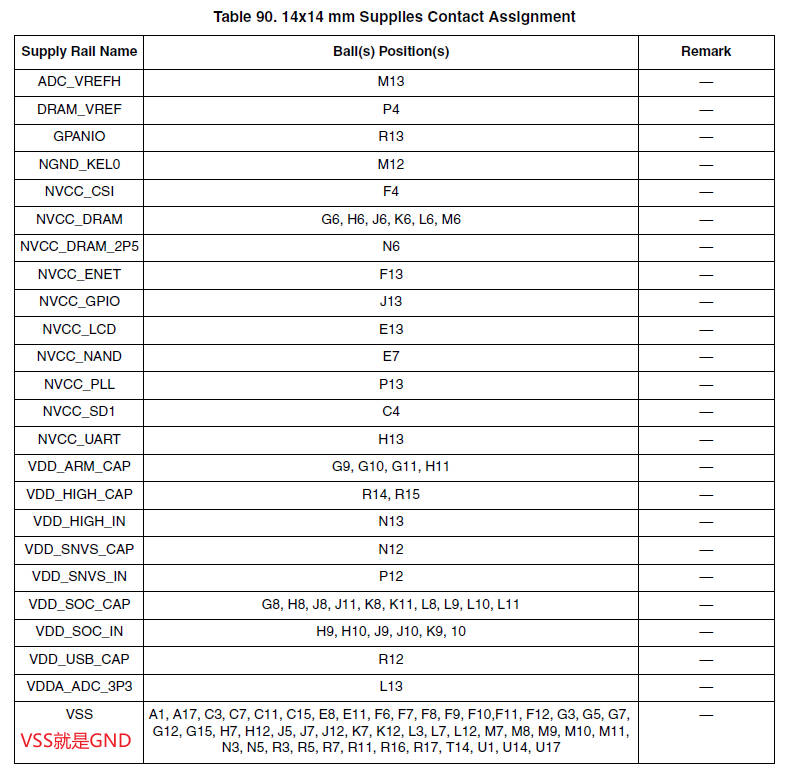 Table 90. 14x14 mm Supplies Contact Assignment
Supply Rail Name Ball(s) Position(s) Remark
ADC_VREFH M13 —
DRAM_VREF P4 —
GPANIO R13 —
NGND_KEL0 M12 —
NVCC_CSI F4 —
NVCC_DRAM G6, H6, J6, K6, L6, M6 —
NVCC_DRAM_2P5 N6 —
NVCC_ENET F13 —
NVCC_GPIO J13 —
NVCC_LCD E13 —
NVCC_NAND E7 —
NVCC_PLL P13 —
NVCC_SD1 C4 —
NVCC_UART H13 —
VDD_ARM_CAP G9, G10, G11, H11 —
VDD_HIGH_CAP R14, R15 —
VDD_HIGH_IN N13 —
VDD_SNVS_CAP N12 —
VDD_SNVS_IN P12 —
VDD_SOC_CAP G8, H8, J8, J11, K8, K11, L8, L9, L10, L11 —
VDD_SOC_IN H9, H10, J9, J10, K9, 10 —
VDD_USB_CAP R12 —
VDDA_ADC_3P3 L13 —
VSS A1, A17, C3, C7, C11, C15, E8, E11, F6, F7, F8, F9, F10,F11, F12, G3, G5, G7, —
G12, G15, H7, H12, J5, J7, J12, K7, K12, L3, L7, L12, M7, M8, M9, M10, M11,
VSS就是GND
N3, N5, R3, R5, R7, R11, R16, R17, T14, U1, U14, U17